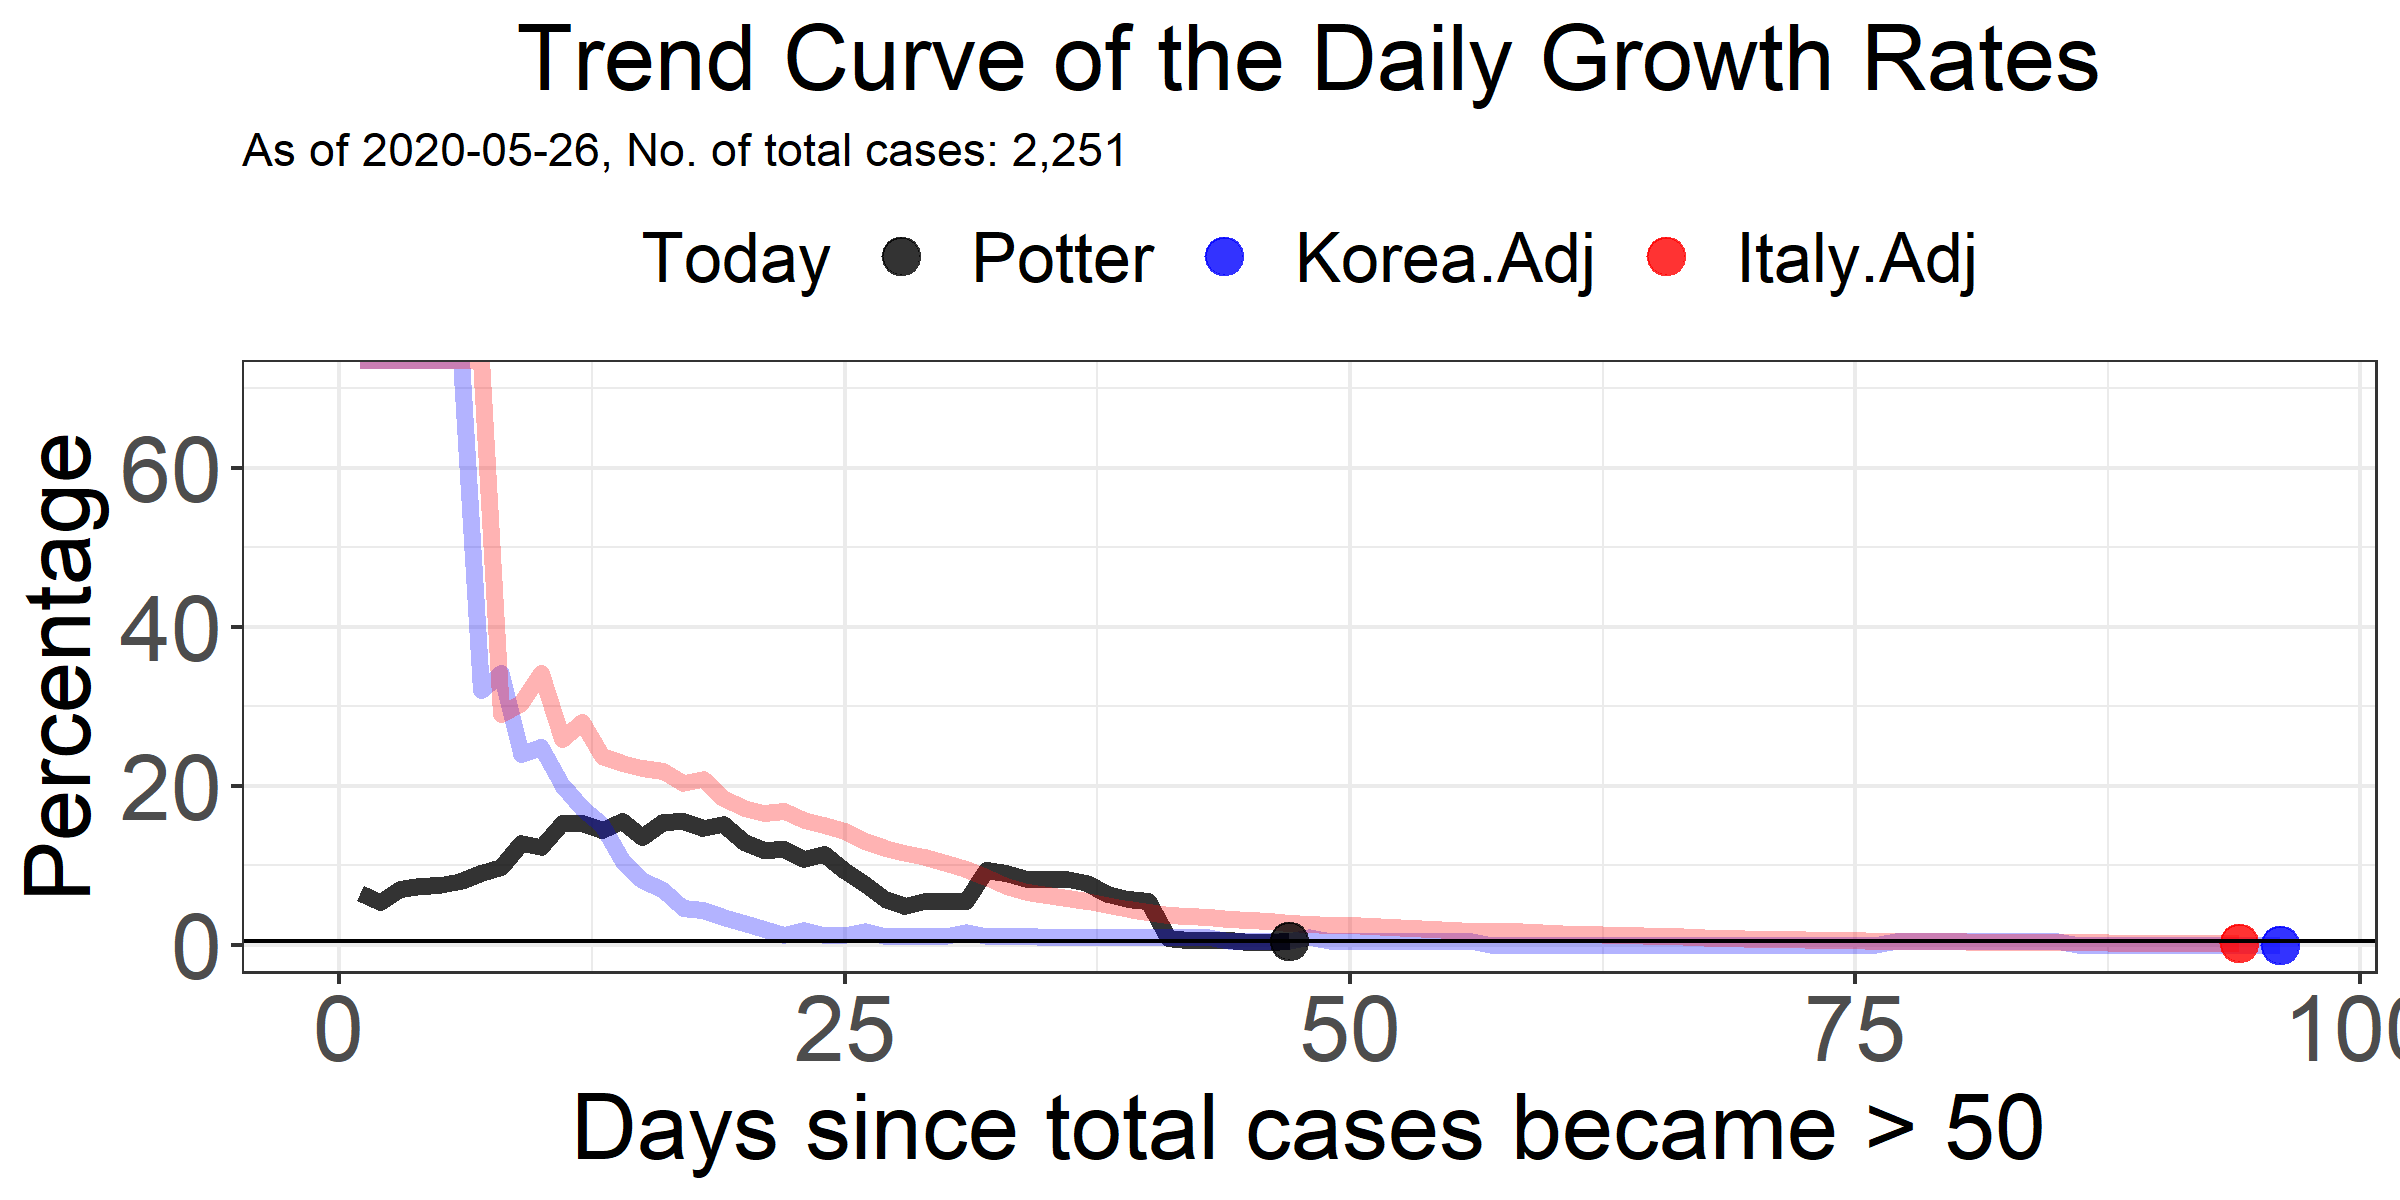 Trend Curve of the Daily Growth Rates
As of 2020-05-26, No. of total cases: 2,251
Today Potter Korea.Adj Italy.Adj
Percentage
60
40
20
0
0 25 50 75 100
Days since total cases became > 50